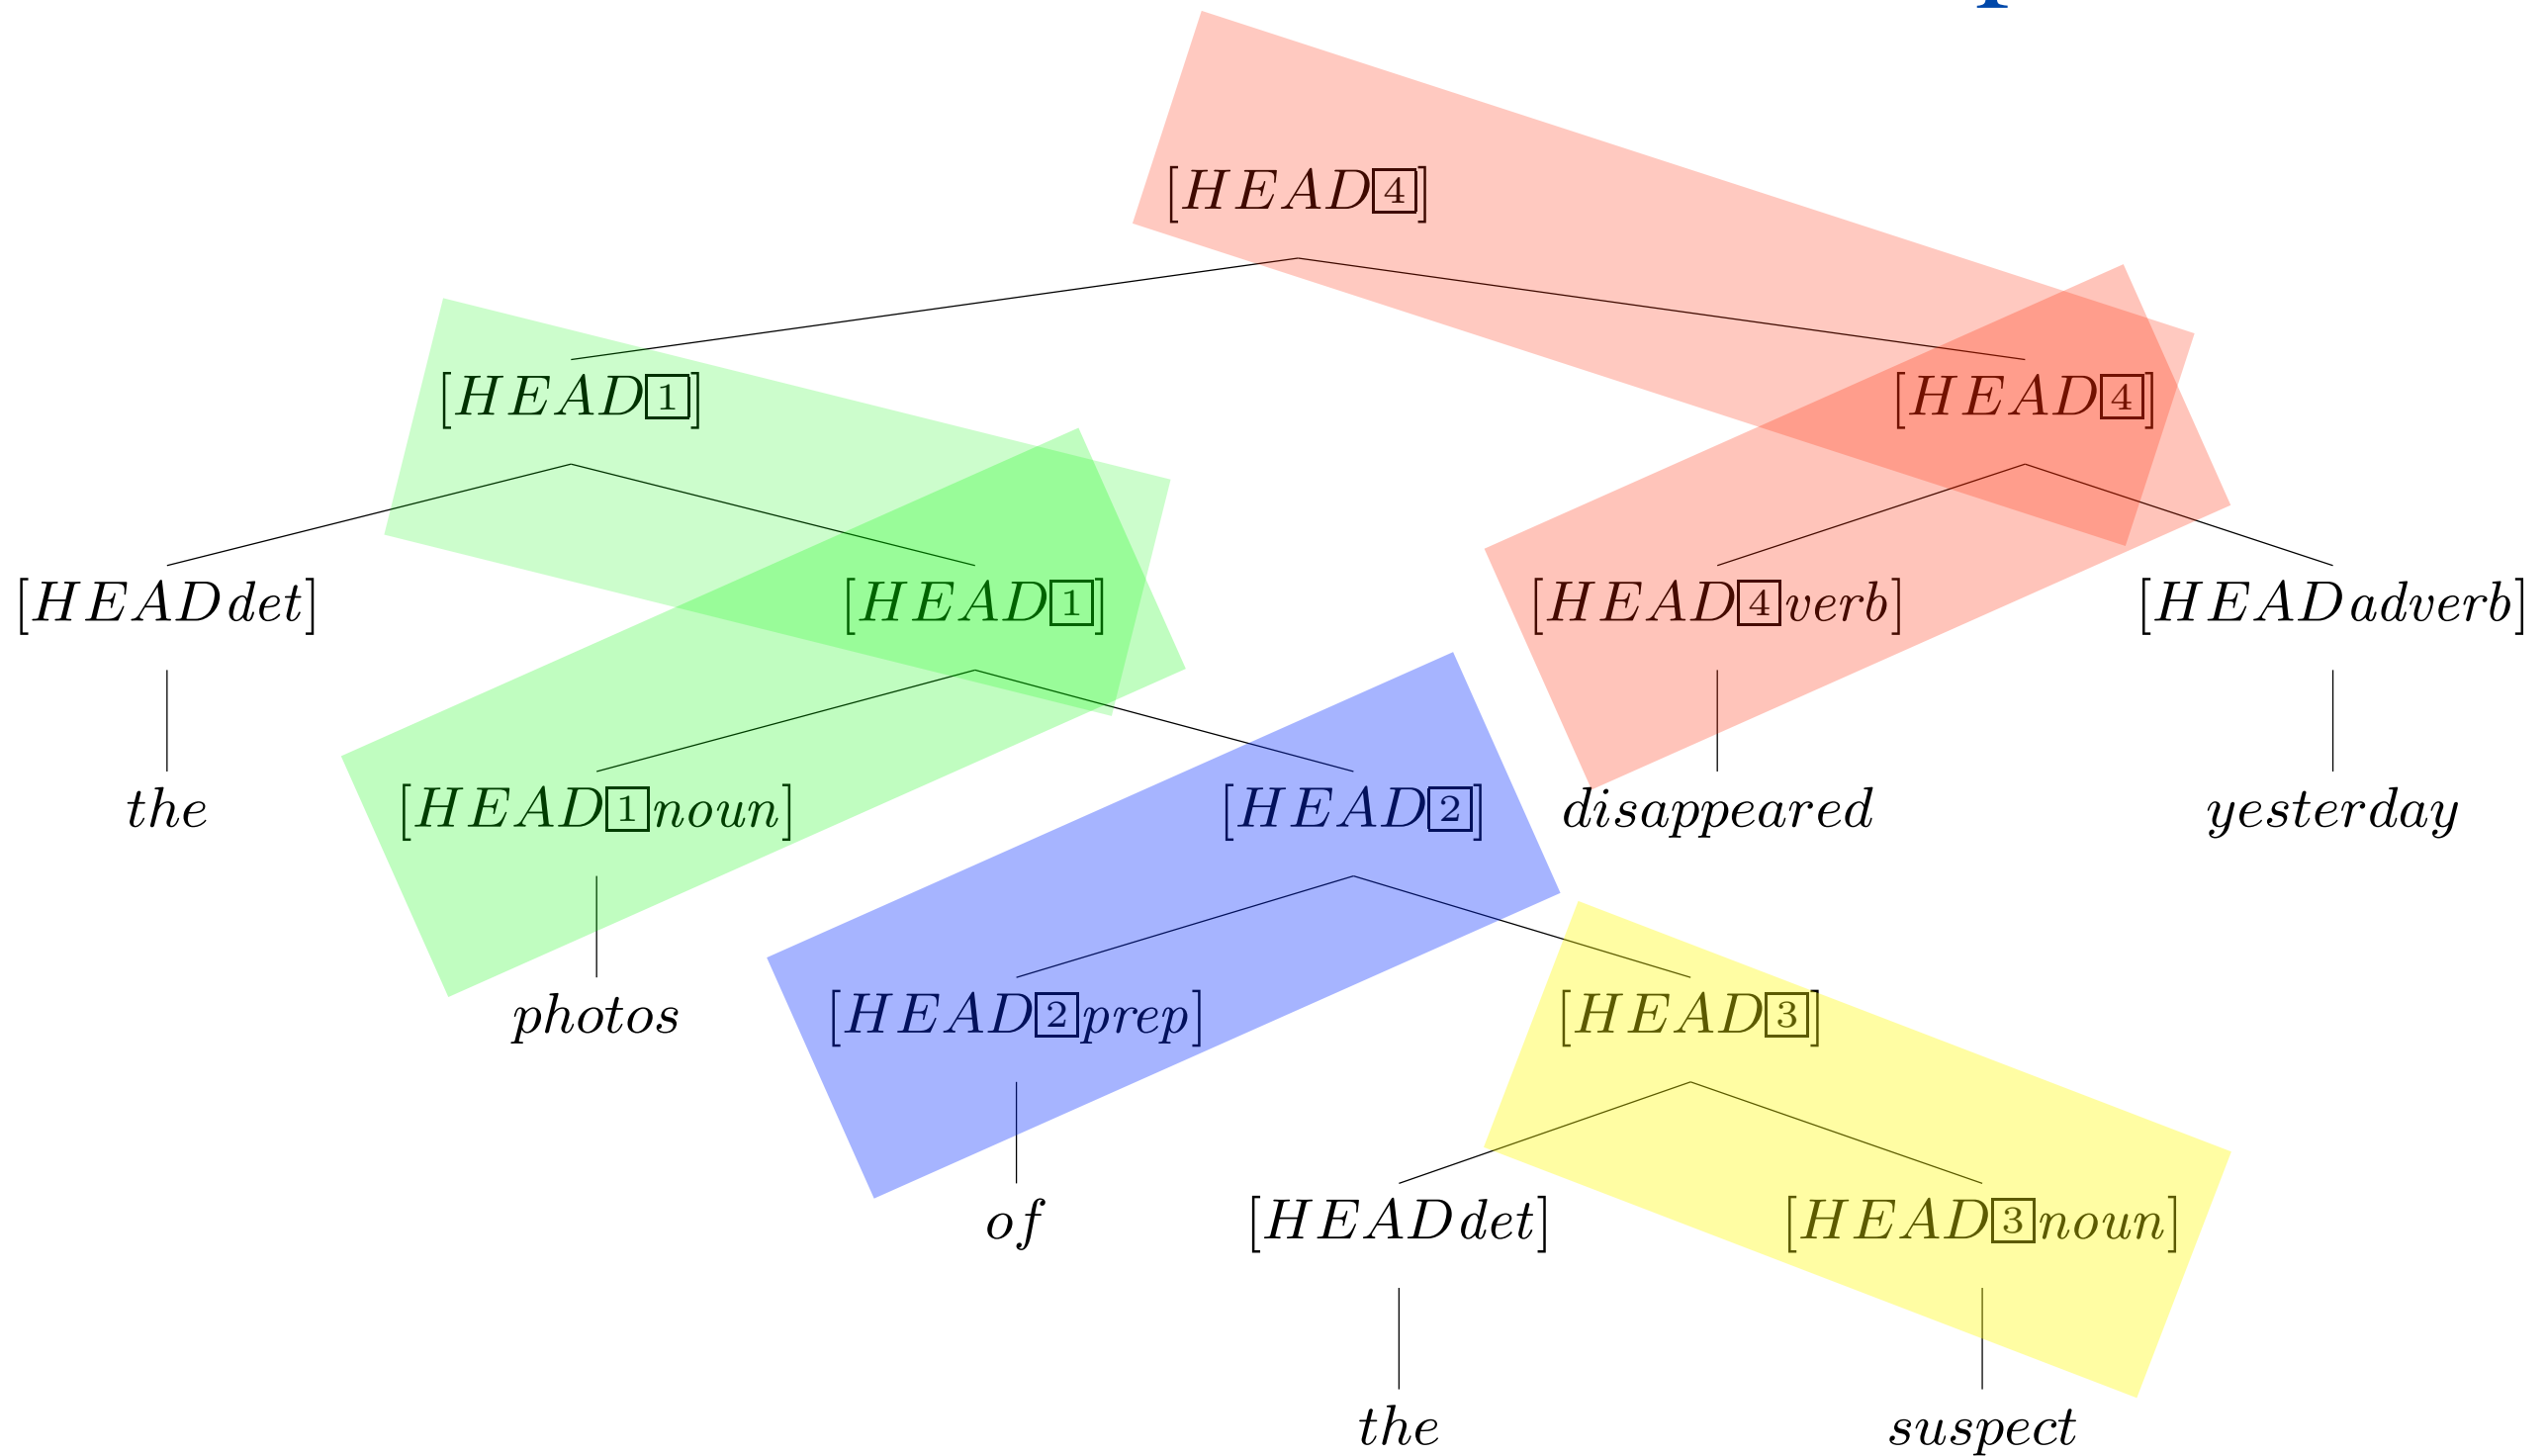 [HEAD 4]
[HEAD 1] [HEAD 4]
[HEAD det] [HEAD 1] [HEAD 4 verb] [HEAD adverb]
the [HEAD 1 noun] [HEAD 2] disappeared yesterday
photos [HEAD 2 prep] [HEAD 3]
of [HEAD det] [HEAD 3 noun]
the suspect